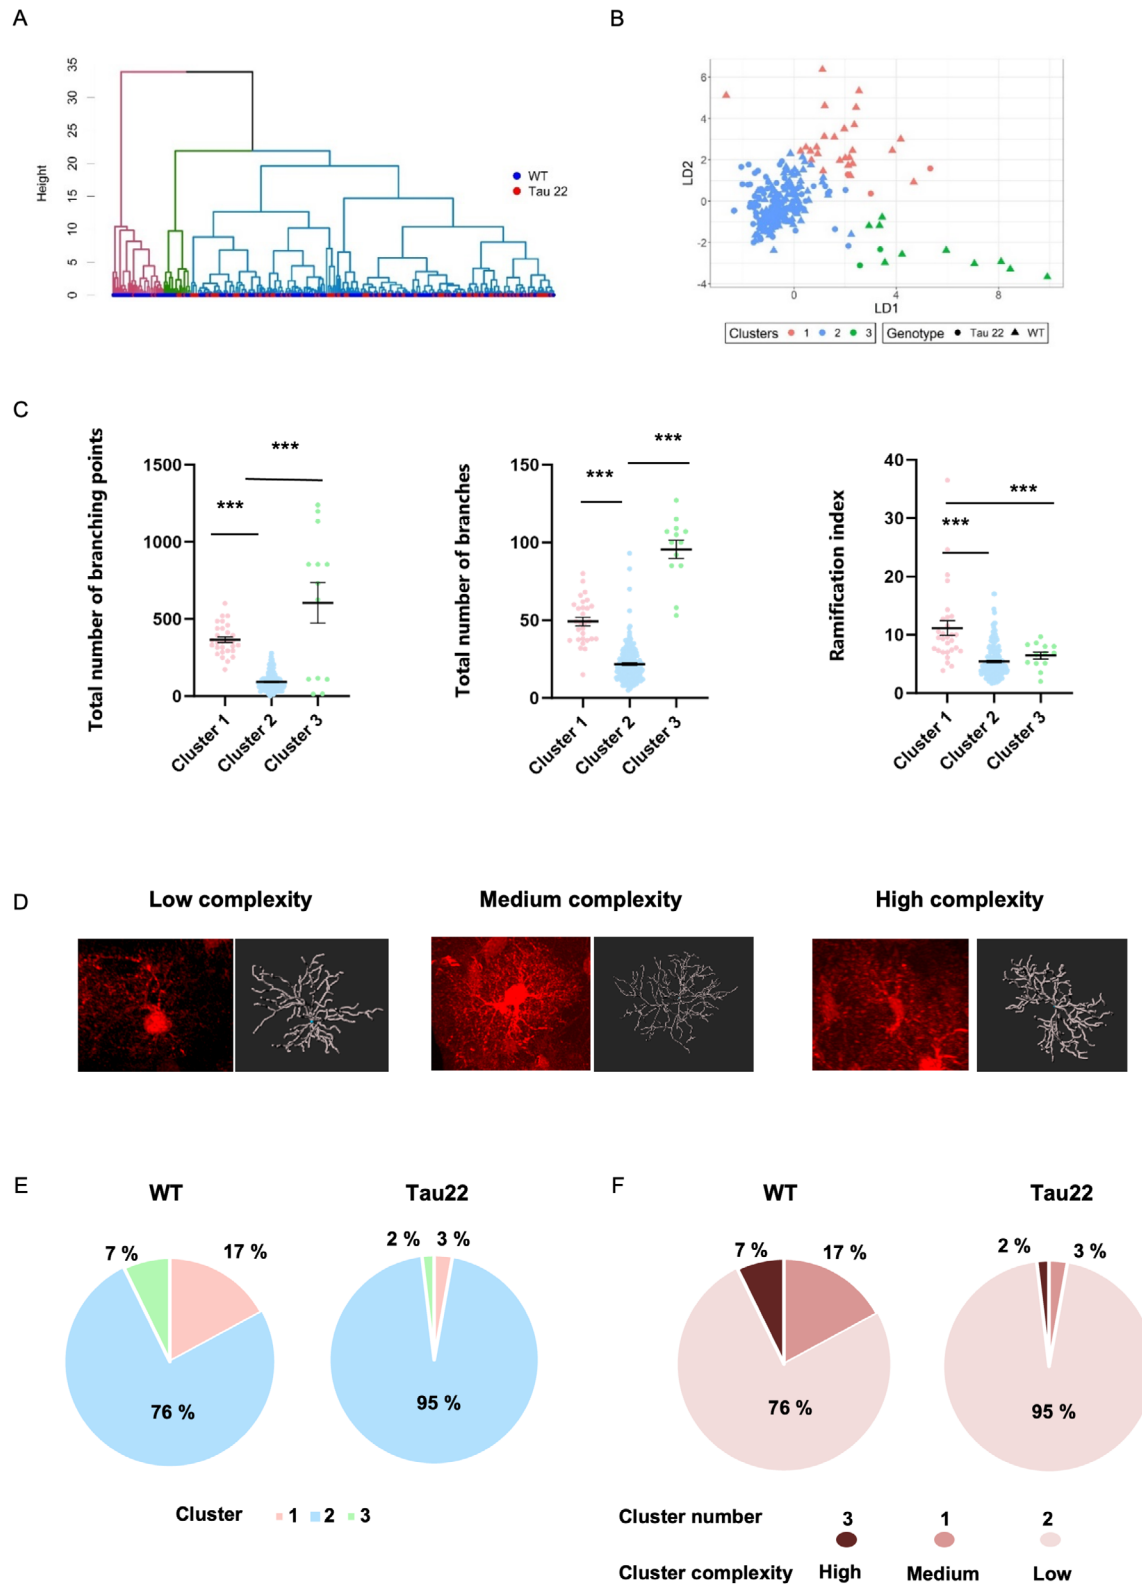 A
B
35
30
25
20
15
10
5
0
Height
WT
Tau 22
6
4
2
0
-2
-4
LD2
0 4 8
LD1
Clusters 1 2 3 Genotype Tau 22 WT
C
Total number of branching points
1500
1000
500
0
***
***
Cluster 1
Cluster 2
Cluster 3
Total number of branches
150
100
50
0
***
***
Cluster 1
Cluster 2
Cluster 3
Ramification index
40
30
20
10
0
***
***
Cluster 1
Cluster 2
Cluster 3
D
Low complexity
Medium complexity
High complexity
E
WT
Tau22
7 %
17 %
76 %
2 %
3 %
95 %
Cluster 1 2 3
F
WT
Tau22
7 %
17 %
76 %
2 %
3 %
95 %
Cluster number 3 1 2
Cluster complexity High Medium Low